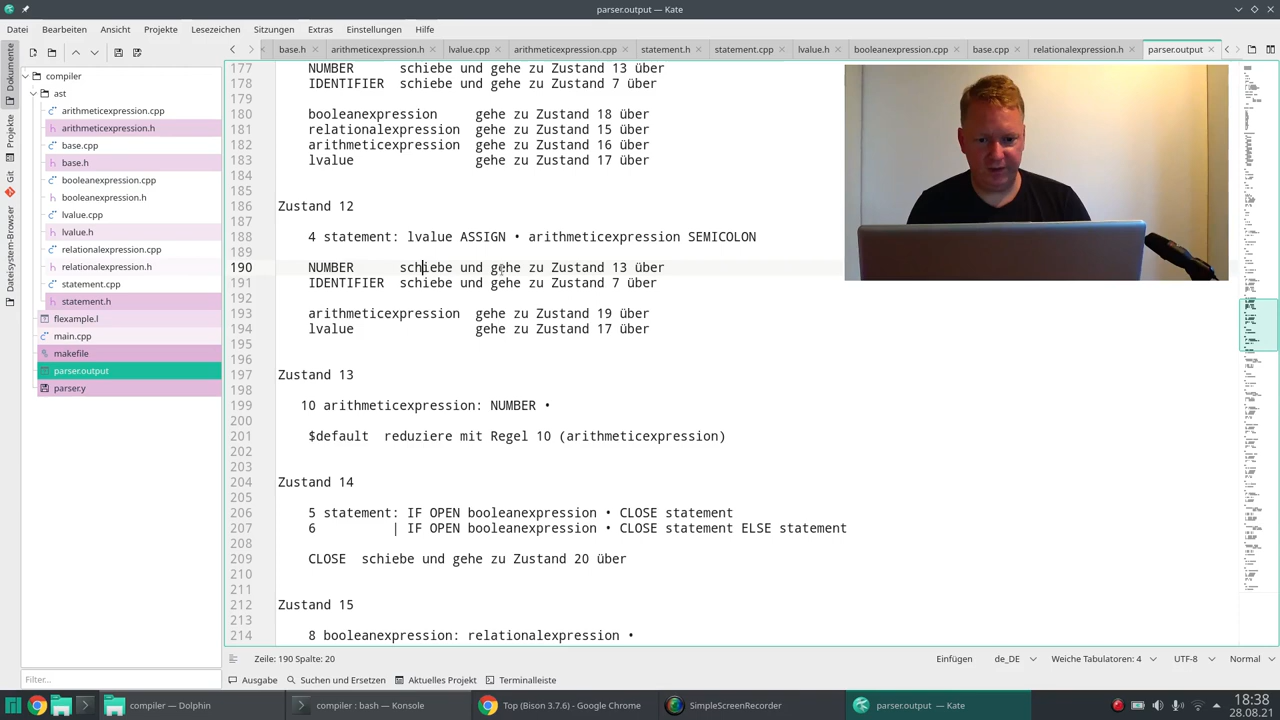 parser.output — Kate
Datei Bearbeiten Ansicht Projekte Lesezeichen Sitzungen Extras Einstellungen Hilfe
base.h arithmeticexpression.h lvalue.cpp arithmeticexpression.cpp statement.h statement.cpp lvalue.h booleanexpression.cpp base.cpp relationalexpression.h parser.output
Dokumente
Projekte
Git
Dateisystem-Browser
compiler
ast
arithmeticexpression.cpp
arithmeticexpression.h
base.cpp
base.h
booleanexpression.cpp
booleanexpression.h
lvalue.cpp
lvalue.h
relationalexpression.cpp
relationalexpression.h
statement.cpp
statement.h
flexample.l
main.cpp
makefile
parser.output
parser.y
Filter...
177 NUMBER schiebe und gehe zu Zustand 13 über
178 IDENTIFIER schiebe und gehe zu Zustand 7 über
179
180 booleanexpression gehe zu Zustand 18 über
181 relationalexpression gehe zu Zustand 15 über
182 arithmeticexpression gehe zu Zustand 16 über
183 lvalue gehe zu Zustand 17 über
184
185
186 Zustand 12
187
188 4 statement: lvalue ASSIGN • arithmeticexpression SEMICOLON
189
190 NUMBER schiebe und gehe zu Zustand 13 über
191 IDENTIFIER schiebe und gehe zu Zustand 7 über
192
193 arithmeticexpression gehe zu Zustand 19 über
194 lvalue gehe zu Zustand 17 über
195
196
197 Zustand 13
198
199 10 arithmeticexpression: NUMBER •
200
201 $default reduziere mit Regel 10 (arithmeticexpression)
202
203
204 Zustand 14
205
206 5 statement: IF OPEN booleanexpression • CLOSE statement
207 6 | IF OPEN booleanexpression • CLOSE statement ELSE statement
208
209 CLOSE schiebe und gehe zu Zustand 20 über
210
211
212 Zustand 15
213
214 8 booleanexpression: relationalexpression •
Zeile: 190 Spalte: 20 Einfügen de_DE Weiche Tabulatoren: 4 UTF-8 Normal
Ausgabe Suchen und Ersetzen Aktuelles Projekt Terminalleiste
compiler — Dolphin compiler : bash — Konsole Top (Bison 3.7.6) - Google Chrome SimpleScreenRecorder parser.output — Kate
18:38
28.08.21